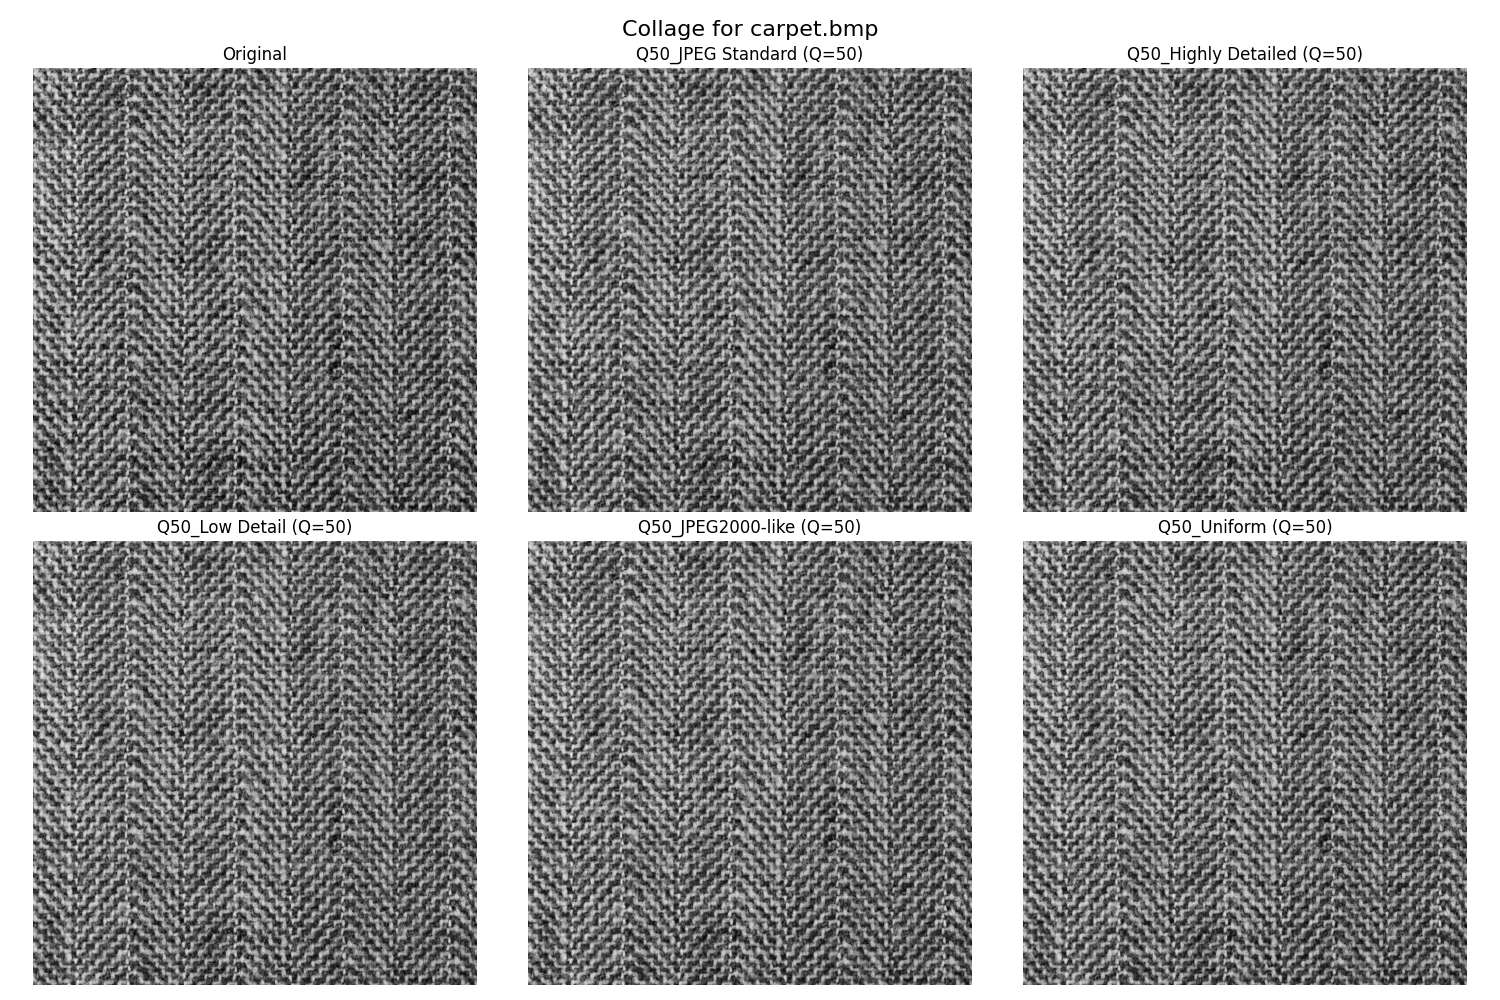 Collage for carpet.bmp
Original
Q50_JPEG Standard (Q=50)
Q50_Highly Detailed (Q=50)
Q50_Low Detail (Q=50)
Q50_JPEG2000-like (Q=50)
Q50_Uniform (Q=50)